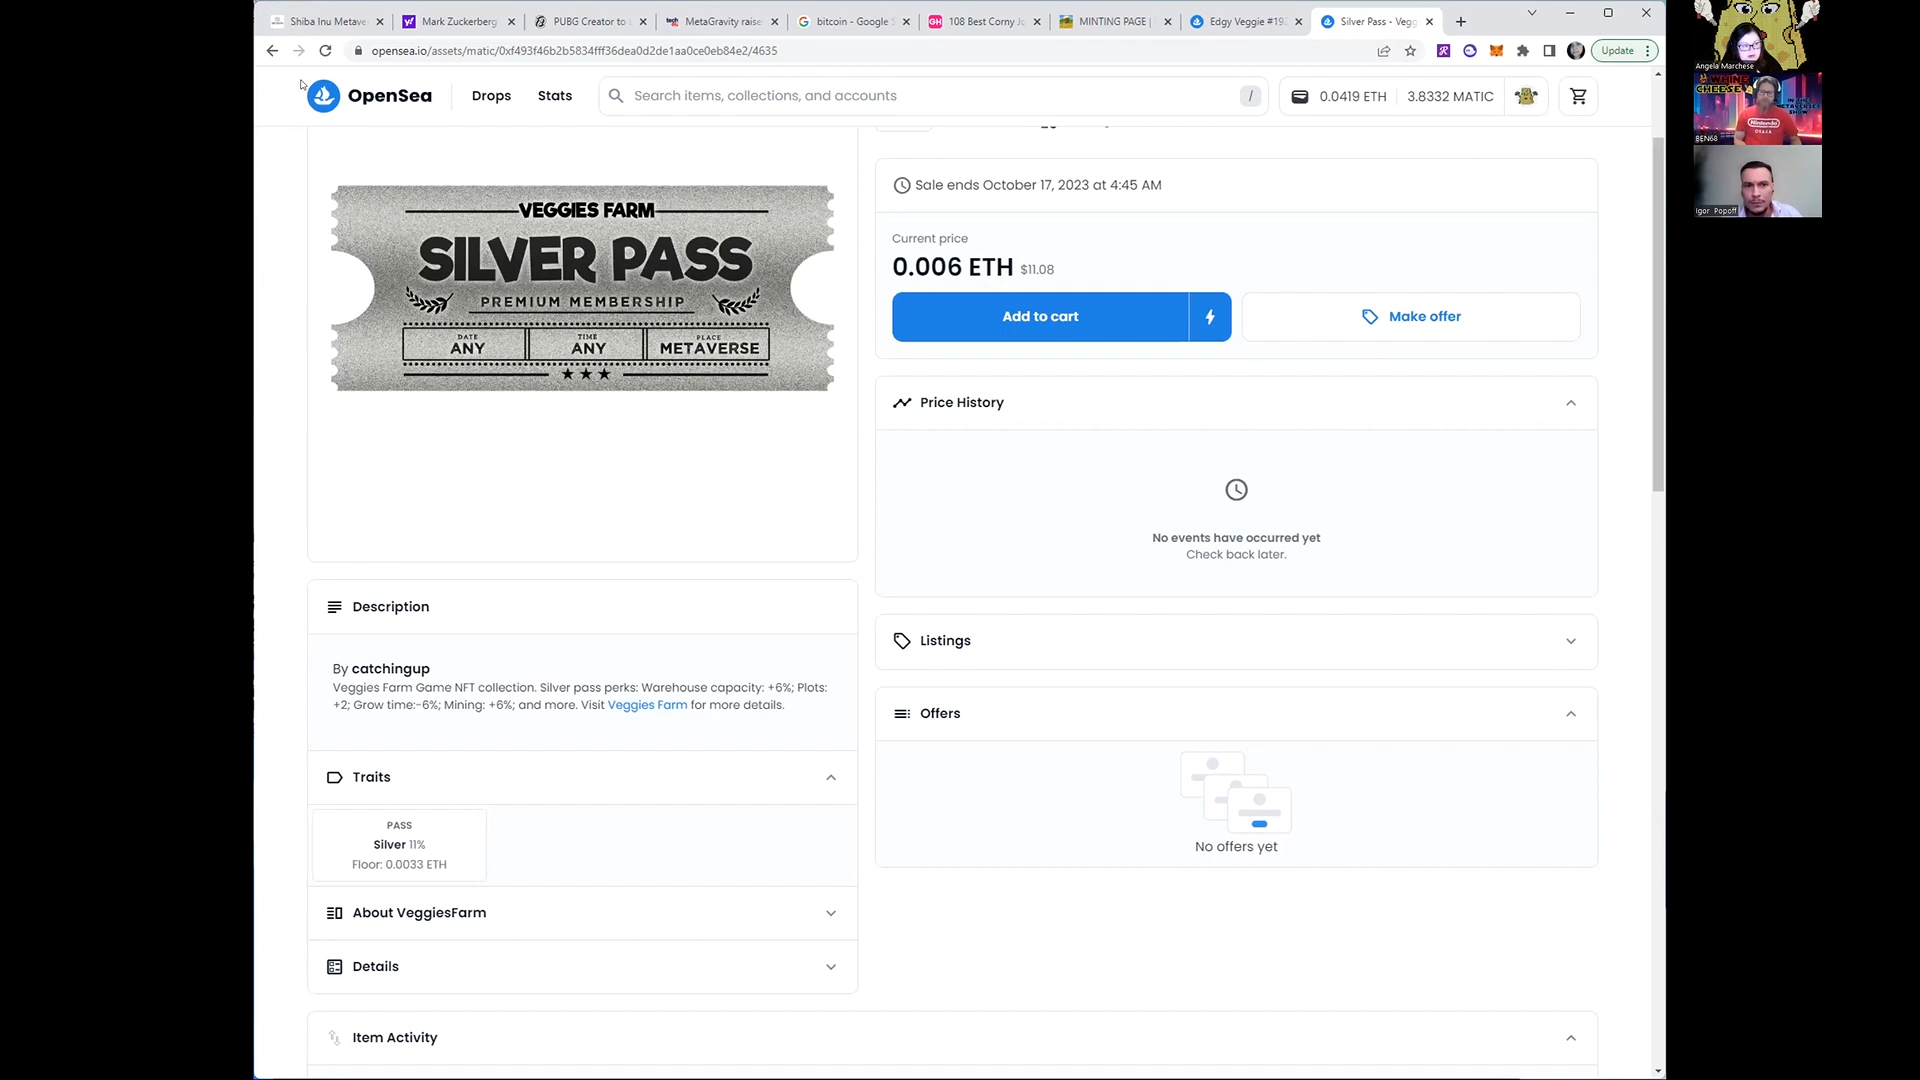 Shiba Inu Metave
Mark Zuckerberg
PUBG Creator to L
MetaGravity raise
bitcoin - Google S
108 Best Corny Jo
MINTING PAGE |
Edgy Veggie #19
Silver Pass - Vegg
opensea.io/assets/matic/0xf493f46b2b5834fff36dea0d2de1aa0ce0eb84e2/4635
Update
OpenSea
Drops
Stats
Search items, collections, and accounts
/
0.0419 ETH
3.8332 MATIC
VEGGIES FARM
SILVER PASS
PREMIUM MEMBERSHIP
DATE
ANY
TIME
ANY
PLACE
METAVERSE
Sale ends October 17, 2023 at 4:45 AM
Current price
0.006 ETH $11.08
Add to cart
Make offer
Price History
No events have occurred yet
Check back later.
Listings
Offers
No offers yet
Description
By catchingup
Veggies Farm Game NFT collection. Silver pass perks: Warehouse capacity: +6%; Plots:
+2; Grow time:-6%; Mining: +6%; and more. Visit Veggies Farm for more details.
Traits
PASS
Silver 11%
Floor: 0.0033 ETH
About VeggiesFarm
Details
Item Activity
Angela Marchese
WHINE
CHEESE
Nintendo
OSAKA
BEN68
Igor Popoff